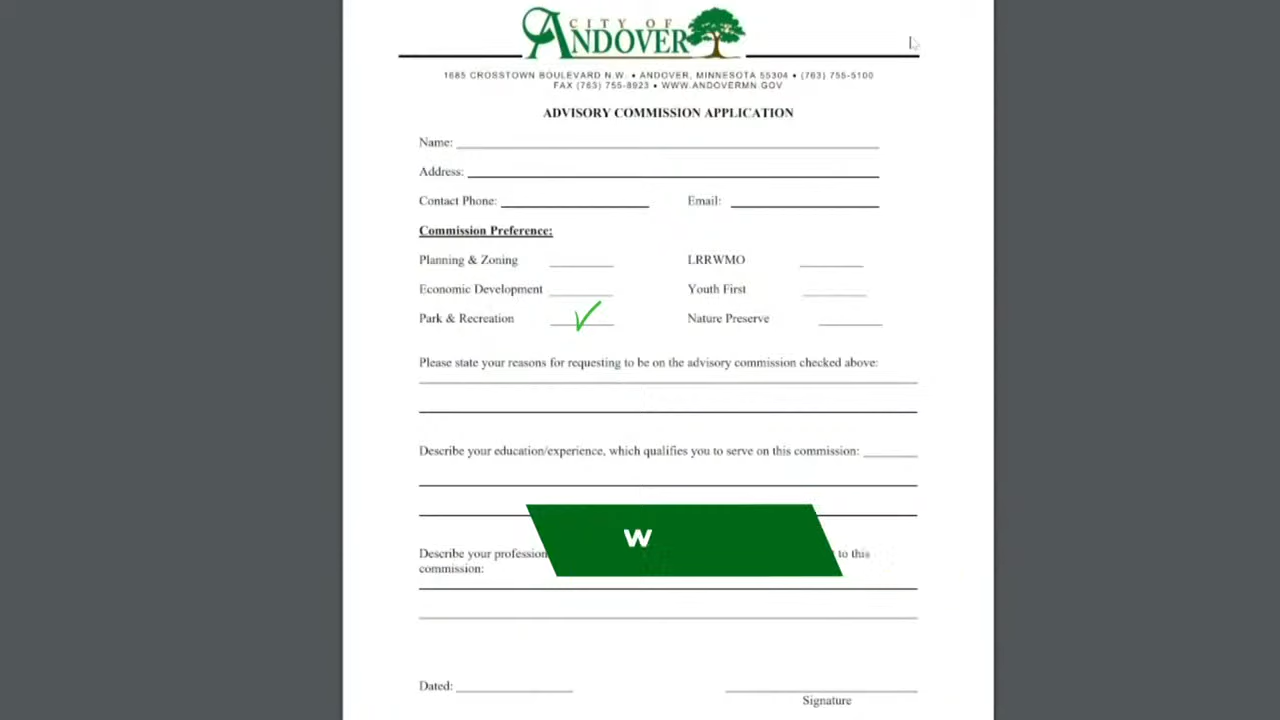 CITY OF
ANDOVER
1685 CROSSTOWN BOULEVARD N.W. • ANDOVER, MINNESOTA 55304 • (763) 755-5100
FAX (763) 755-8923 • WWW.ANDOVERMN.GOV
ADVISORY COMMISSION APPLICATION
Name:
Address:
Contact Phone: Email:
Commission Preference:
Planning & Zoning LRRWMO
Economic Development Youth First
Park & Recreation Nature Preserve
Please state your reasons for requesting to be on the advisory commission checked above:
Describe your education/experience, which qualifies you to serve on this commission:
W
Describe your profession to this
commission:
Dated:
Signature